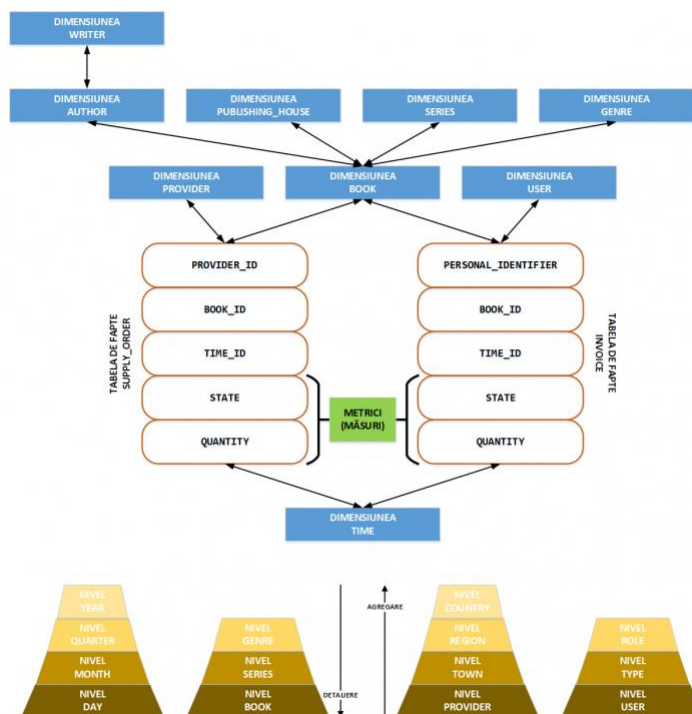 DIMENSIUNEA
WRITER
DIMENSIUNEA
AUTHOR
DIMENSIUNEA
PUBLISHING_HOUSE
DIMENSIUNEA
SERIES
DIMENSIUNEA
GENRE
DIMENSIUNEA
PROVIDER
DIMENSIUNEA
BOOK
DIMENSIUNEA
USER
TABELA DE FAPTE
SUPPLY_ORDER
PROVIDER_ID
BOOK_ID
TIME_ID
STATE
QUANTITY
METRICI
(MĂSURI)
PERSONAL_IDENTIFIER
BOOK_ID
TIME_ID
STATE
QUANTITY
TABELA DE FAPTE
INVOICE
DIMENSIUNEA
TIME
NIVEL
YEAR
NIVEL
QUARTER
NIVEL
MONTH
NIVEL
DAY
NIVEL
GENRE
NIVEL
SERIES
NIVEL
BOOK
DETALIERE
AGREGARE
NIVEL
COUNTRY
NIVEL
REGION
NIVEL
TOWN
NIVEL
PROVIDER
NIVEL
ROLE
NIVEL
TYPE
NIVEL
USER